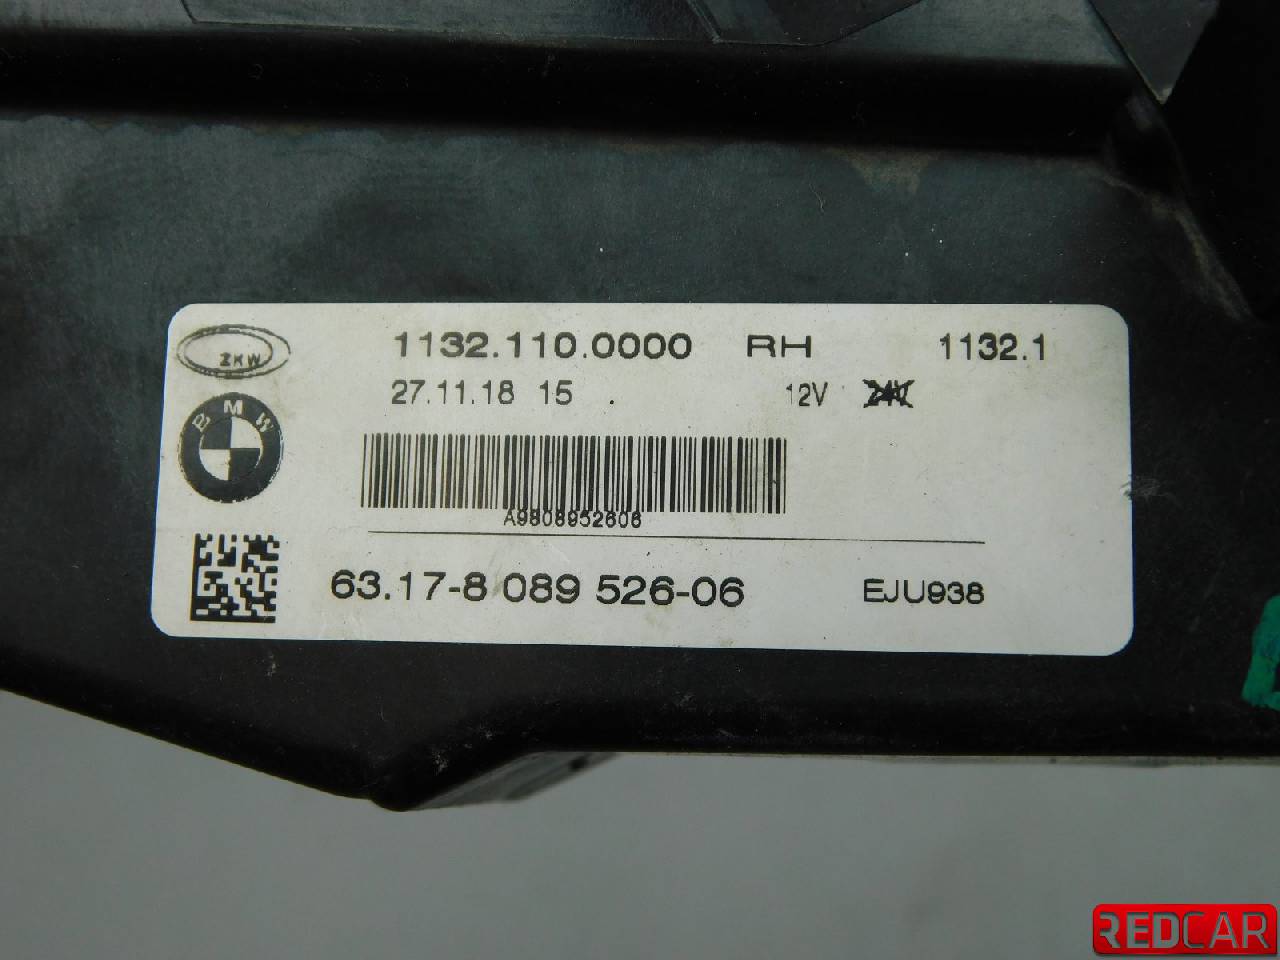 ZKW
1132.110.0000 RH 1132.1
27.11.18 15 . 12V 24V
BMW
A9808952606
63.17-8 089 526-06 EJU938
REDCAR